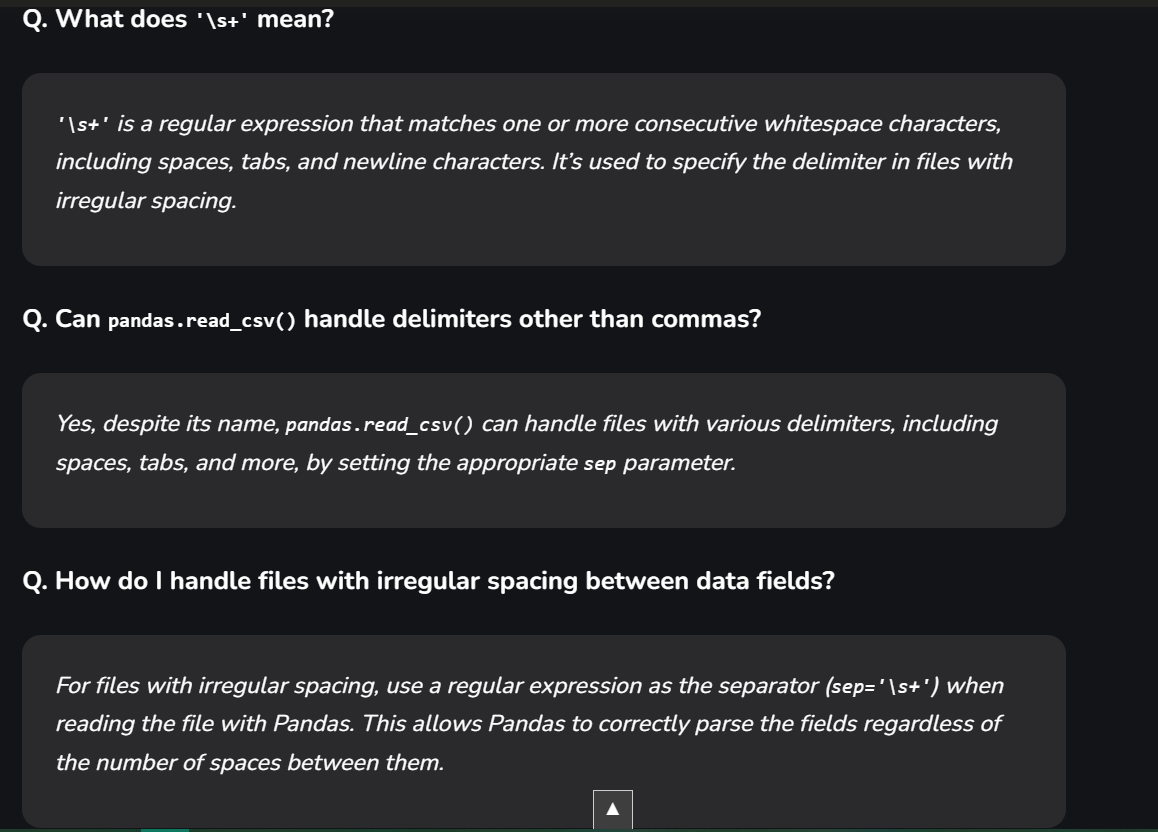 Q. What does '\s+' mean?
'\s+' is a regular expression that matches one or more consecutive whitespace characters,
including spaces, tabs, and newline characters. It’s used to specify the delimiter in files with
irregular spacing.
Q. Can pandas.read_csv() handle delimiters other than commas?
Yes, despite its name, pandas.read_csv() can handle files with various delimiters, including
spaces, tabs, and more, by setting the appropriate sep parameter.
Q. How do I handle files with irregular spacing between data fields?
For files with irregular spacing, use a regular expression as the separator (sep='\s+') when
reading the file with Pandas. This allows Pandas to correctly parse the fields regardless of
the number of spaces between them.